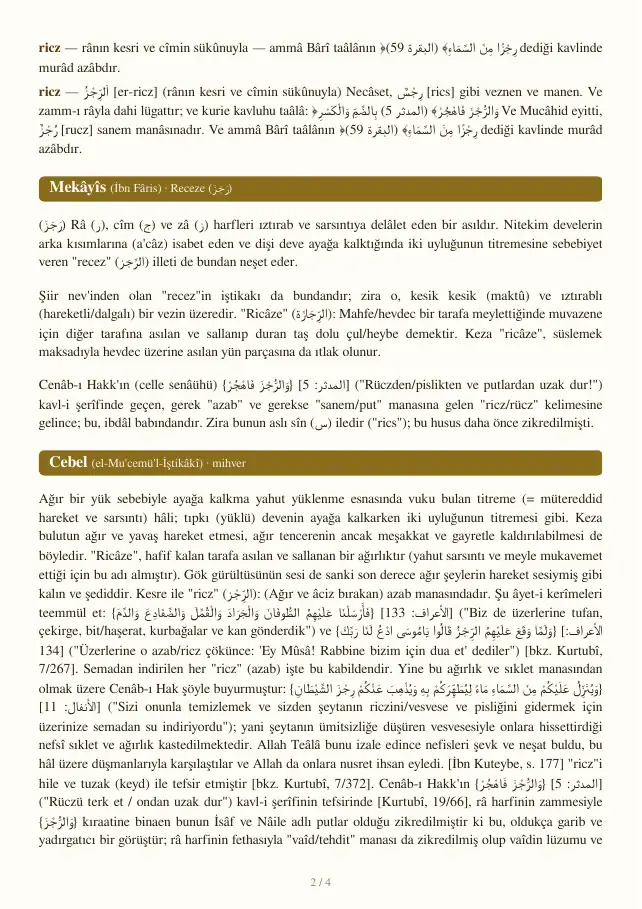 ricz — rânın kesri ve cîmin sükûnuyla — ammâ Bârî taâlânın ﴿رِجْزًا مِنَ السَّمَاءِ﴾ (البقرة 59) dediği kavlinde
murâd azâbdır.
ricz — اَلرِّجْزُ [er-ricz] (rânın kesri ve cîmin sükûnuyla) Necâset, رِجْسٌ [rics] gibi veznen ve manen. Ve
zamm-ı râyla dahi lügattır; ve kurie kavluhu taâlâ: ﴿وَالرُّجْزَ فَاهْجُرْ﴾ (المدثر 5) بِالضَّمِّ وَالْكَسْرِ Ve Mucâhid eyitti,
رُجْزٌ [rucz] sanem manâsınadır. Ve ammâ Bârî taâlânın ﴿رِجْزًا مِنَ السَّمَاءِ﴾ (البقرة 59) dediği kavlinde murâd
azâbdır.
Mekâyîs (İbn Fâris) · Receze (رَجَزَ)
(رَجَزَ) Râ (ر), cîm (ج) ve zâ (ز) harfleri ıztırab ve sarsıntıya delâlet eden bir asıldır. Nitekim develerin
arka kısımlarına (a'câz) isabet eden ve dişi deve ayağa kalktığında iki uyluğunun titremesine sebebiyet
veren "recez" (الرَّجَز) illeti de bundan neşet eder.
Şiir nev'inden olan "recez"in iştikakı da bundandır; zira o, kesik kesik (maktû) ve ıztırablı
(hareketli/dalgalı) bir vezin üzeredir. "Ricâze" (الرِّجَازَة): Mahfe/hevdec bir tarafa meylettiğinde muvazene
için diğer tarafına asılan ve sallanıp duran taş dolu çul/heybe demektir. Keza "ricâze", süslemek
maksadıyla hevdec üzerine asılan yün parçasına da ıtlak olunur.
Cenâb-ı Hakk'ın (celle senâühü) {وَالرُّجْزَ فَاهْجُرْ} [المدثر: 5] ("Rüczden/pislikten ve putlardan uzak dur!")
kavl-i şerîfinde geçen, gerek "azab" ve gerekse "sanem/put" manasına gelen "ricz/rücz" kelimesine
gelince; bu, ibdâl babındandır. Zira bunun aslı sîn (س) iledir ("rics"); bu husus daha önce zikredilmişti.
Cebel (el-Mu'cemü'l-İştikâkî) · mihver
Ağır bir yük sebebiyle ayağa kalkma yahut yüklenme esnasında vuku bulan titreme (= mütereddid
hareket ve sarsıntı) hâli; tıpkı (yüklü) devenin ayağa kalkarken iki uyluğunun titremesi gibi. Keza
bulutun ağır ve yavaş hareket etmesi, ağır tencerenin ancak meşakkat ve gayretle kaldırılabilmesi de
böyledir. "Ricâze", hafif kalan tarafa asılan ve sallanan bir ağırlıktır (yahut sarsıntı ve meyle mukavemet
ettiği için bu adı almıştır). Gök gürültüsünün sesi de sanki son derece ağır şeylerin hareket sesiymiş gibi
kalın ve şediddir. Kesre ile "ricz" (الرِّجْز): (Ağır ve âciz bırakan) azab manasındadır. Şu âyet-i kerîmeleri
teemmül et: {فَأَرْسَلْنَا عَلَيْهِمُ الطُّوفَانَ وَالْجَرَادَ وَالْقُمَّلَ وَالضَّفَادِعَ وَالدَّمَ} [الأعراف: 133] ("Biz de üzerlerine tufan,
çekirge, bit/haşerat, kurbağalar ve kan gönderdik") ve {وَلَمَّا وَقَعَ عَلَيْهِمُ الرِّجْزُ قَالُوا يَامُوسَى ادْعُ لَنَا رَبَّكَ} [الأعراف:
134] ("Üzerlerine o azab/ricz çökünce: 'Ey Mûsâ! Rabbine bizim için dua et' dediler") [bkz. Kurtubî,
7/267]. Semadan indirilen her "ricz" (azab) işte bu kabildendir. Yine bu ağırlık ve sıklet manasından
olmak üzere Cenâb-ı Hak şöyle buyurmuştur: {وَيُنَزِّلُ عَلَيْكُمْ مِنَ السَّمَاءِ مَاءً لِيُطَهِّرَكُمْ بِهِ وَيُذْهِبَ عَنْكُمْ رِجْزَ الشَّيْطَانِ}
[الأنفال: 11] ("Sizi onunla temizlemek ve sizden şeytanın riczini/vesvese ve pisliğini gidermek için
üzerinize semadan su indiriyordu"); yani şeytanın ümitsizliğe düşüren vesvesesiyle onlara hissettirdiği
nefsî sıklet ve ağırlık kastedilmektedir. Allah Teâlâ bunu izale edince nefisleri şevk ve neşat buldu, bu
hâl üzere düşmanlarıyla karşılaştılar ve Allah da onlara nusret ihsan eyledi. [İbn Kuteybe, s. 177] "ricz"i
hile ve tuzak (keyd) ile tefsir etmiştir [bkz. Kurtubî, 7/372]. Cenâb-ı Hakk'ın {وَالرُّجْزَ فَاهْجُرْ} [المدثر: 5]
("Rüczü terk et / ondan uzak dur") kavl-i şerîfinin tefsirinde [Kurtubî, 19/66], râ harfinin zammesiyle
{وَالرُّجْزَ} kıraatine binaen bunun İsâf ve Nâile adlı putlar olduğu zikredilmiştir ki bu, oldukça garib ve
yadırgatıcı bir görüştür; râ harfinin fethasıyla "vaîd/tehdit" manası da zikredilmiş olup vaîdin lüzumu ve
2 / 4